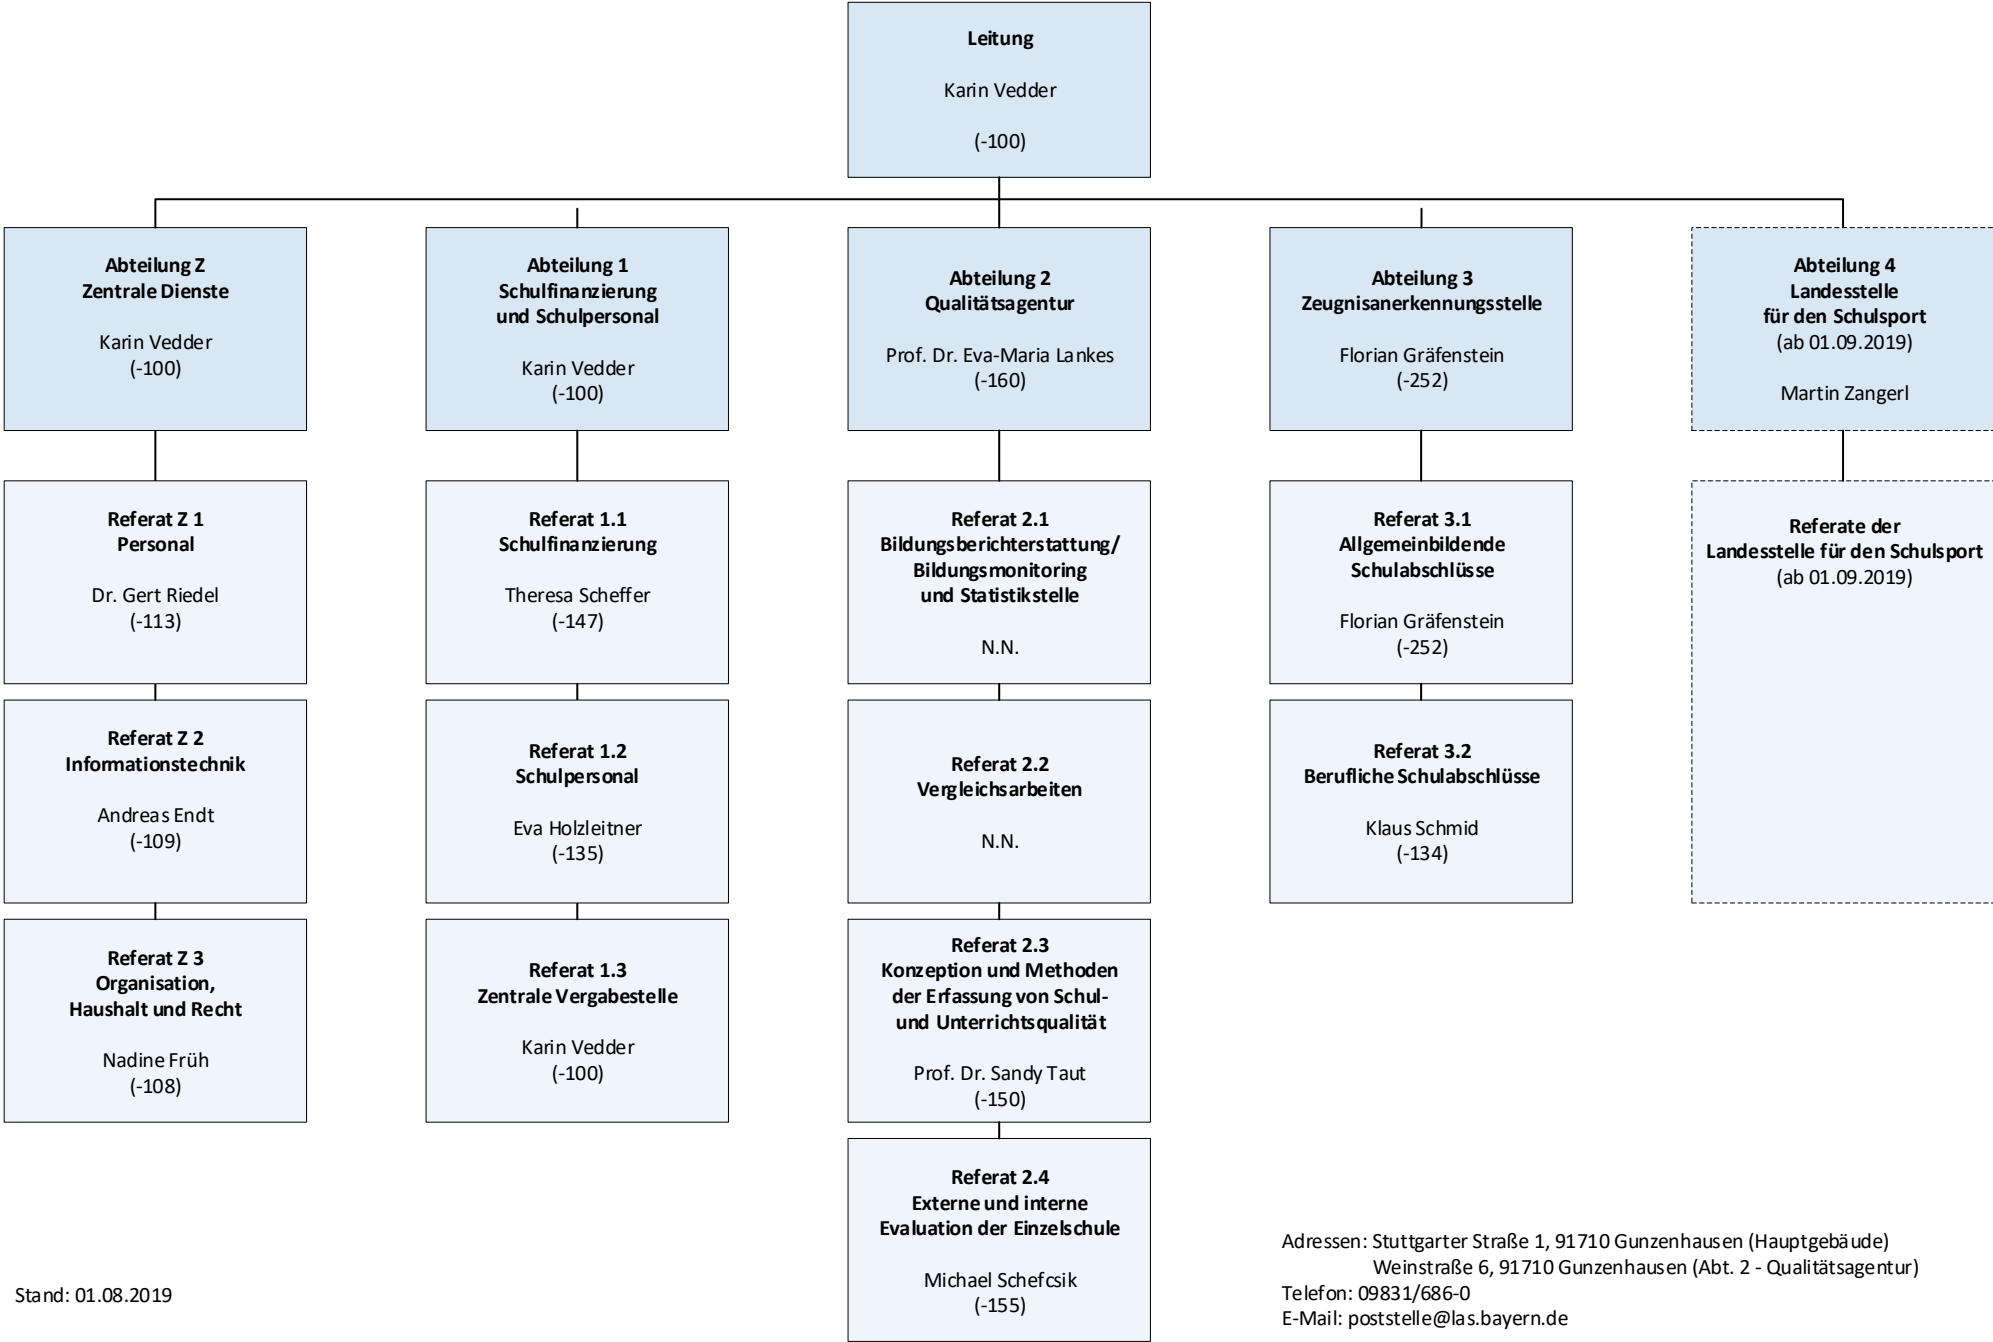 Leitung
Karin Vedder
(-100)
Abteilung Z
Zentrale Dienste
Karin Vedder
(-100)
Abteilung 1
Schulfinanzierung
und Schulpersonal
Karin Vedder
(-100)
Abteilung 2
Qualitätsagentur
Prof. Dr. Eva-Maria Lankes
(-160)
Abteilung 3
Zeugnisanerkennungsstelle
Florian Gräfenstein
(-252)
Abteilung 4
Landesstelle
für den Schulsport
(ab 01.09.2019)
Martin Zangerl
Referat Z 1
Personal
Dr. Gert Riedel
(-113)
Referat 1.1
Schulfinanzierung
Theresa Scheffer
(-147)
Referat 2.1
Bildungsberichterstattung/
Bildungsmonitoring
und Statistikstelle
N.N.
Referat 3.1
Allgemeinbildende
Schulabschlüsse
Florian Gräfenstein
(-252)
Referate der
Landesstelle für den Schulsport
(ab 01.09.2019)
Referat Z 2
Informationstechnik
Andreas Endt
(-109)
Referat 1.2
Schulpersonal
Eva Holzleitner
(-135)
Referat 2.2
Vergleichsarbeiten
N.N.
Referat 3.2
Berufliche Schulabschlüsse
Klaus Schmid
(-134)
Referat Z 3
Organisation,
Haushalt und Recht
Nadine Früh
(-108)
Referat 1.3
Zentrale Vergabestelle
Karin Vedder
(-100)
Referat 2.3
Konzeption und Methoden
der Erfassung von Schul-
und Unterrichtsqualität
Prof. Dr. Sandy Taut
(-150)
Referat 2.4
Externe und interne
Evaluation der Einzelschule
Michael Schefcsik
(-155)
Stand: 01.08.2019
Adressen: Stuttgarter Straße 1, 91710 Gunzenhausen (Hauptgebäude)
Weinstraße 6, 91710 Gunzenhausen (Abt. 2 - Qualitätsagentur)
Telefon: 09831/686-0
E-Mail: poststelle@las.bayern.de